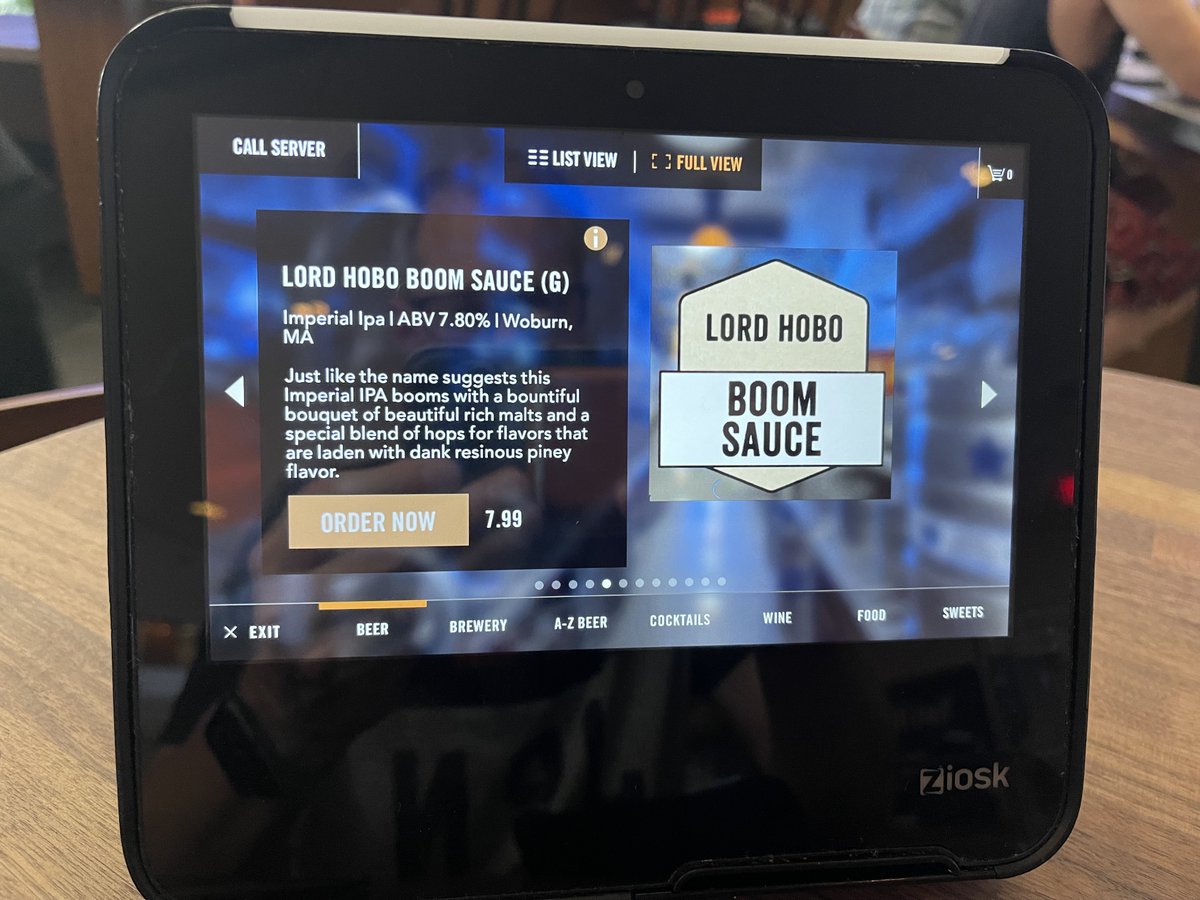 CALL SERVER
LIST VIEW | FULL VIEW
0
i
LORD HOBO BOOM SAUCE (G)
Imperial Ipa | ABV 7.80% | Woburn,
MA
Just like the name suggests this
Imperial IPA booms with a bountiful
bouquet of beautiful rich malts and a
special blend of hops for flavors that
are laden with dank resinous piney
flavor.
ORDER NOW 7.99
LORD HOBO
BOOM
SAUCE
X EXIT BEER BREWERY A-Z BEER COCKTAILS WINE FOOD SWEETS
ziosk